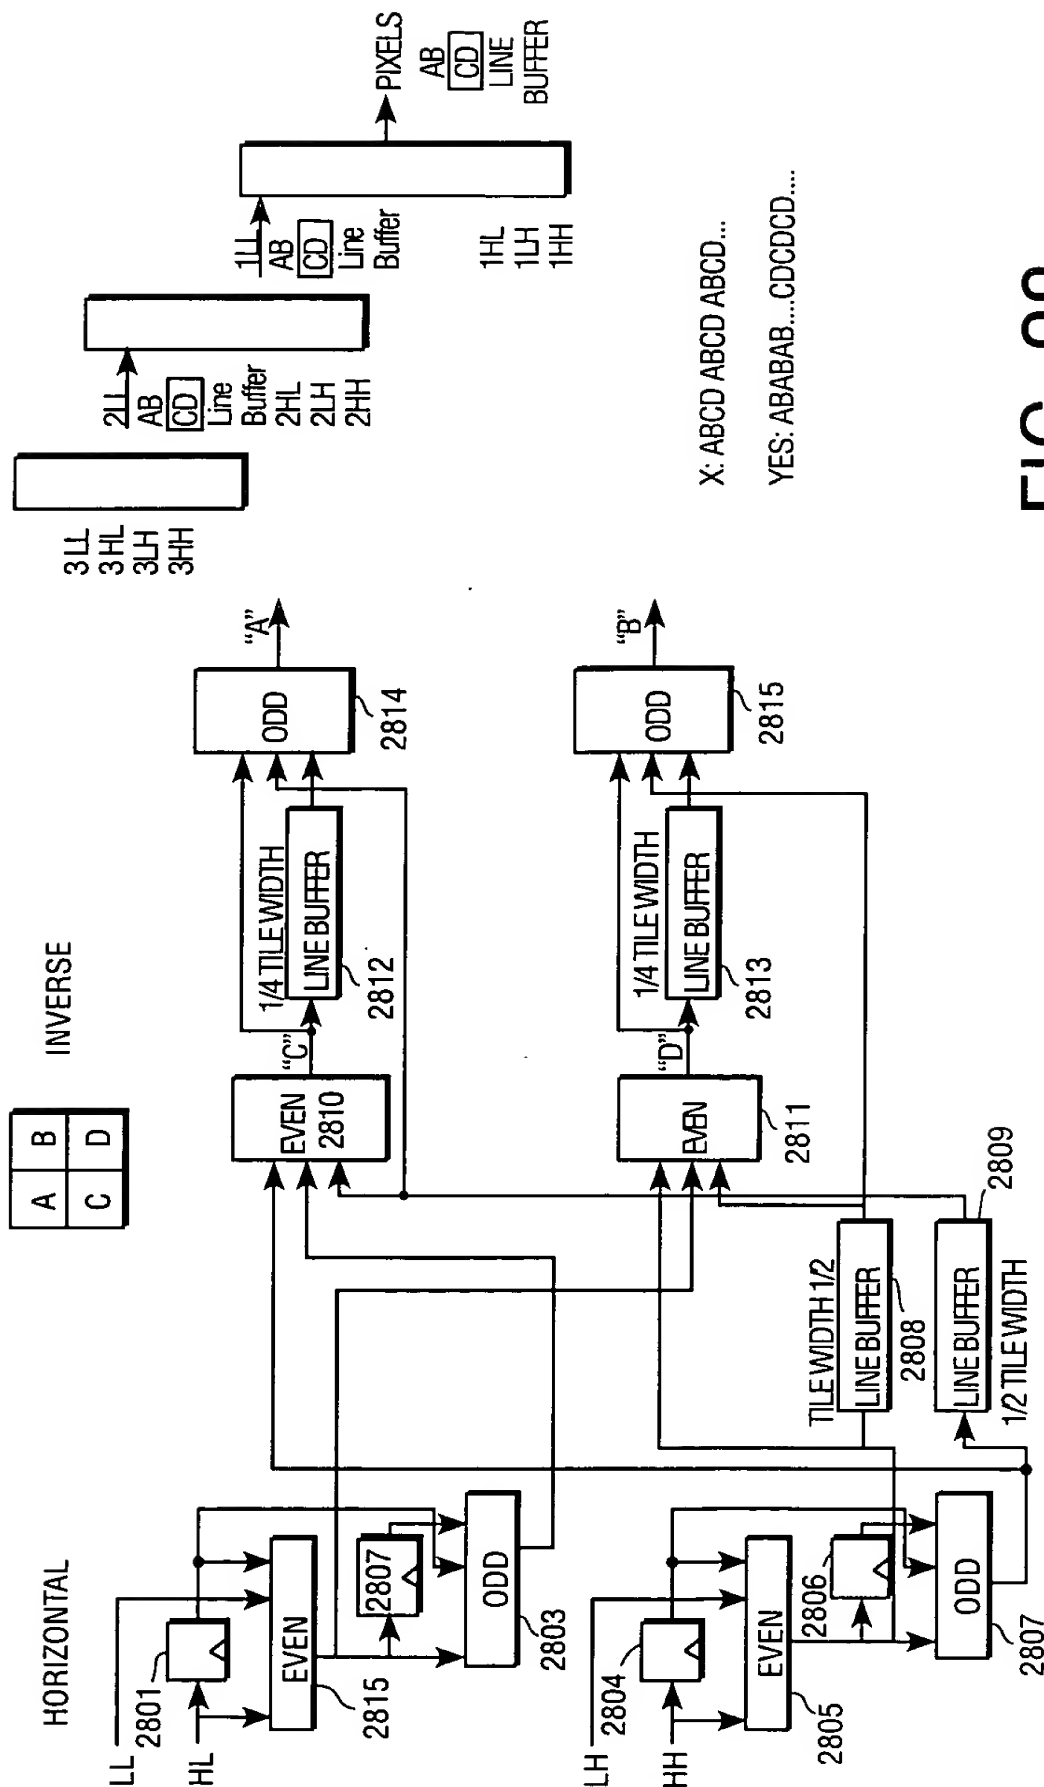 HORIZONTAL
INVERSE
A B
C D
LL
HL
2801
EVEN
2815
2807
ODD
2803
LH
HH
2804
EVEN
2805
2806
ODD
2807
TILE WIDTH 1/2
LINE BUFFER
2808
LINE BUFFER
2809
1/2 TILE WIDTH
EVEN
2810
"C"
1/4 TILE WIDTH
LINE BUFFER
2812
ODD
2814
"A"
EVEN
2811
"D"
1/4 TILE WIDTH
LINE BUFFER
2813
ODD
2815
"B"
3LL
3HL
3LH
3HH
2LL
AB
CD
Line
Buffer
2HL
2LH
2HH
1LL
AB
CD
Line
Buffer
1HL
1LH
1HH
PIXELS
AB
CD
LINE
BUFFER
X: ABCD ABCD ABCD...
YES: ABABAB....CDCDCD....
FIG.